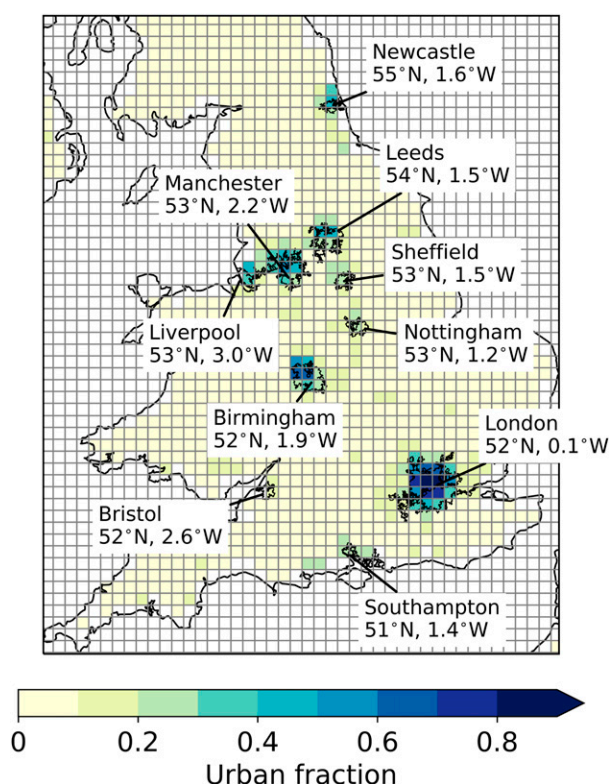 Newcastle
55°N, 1.6°W
Leeds
54°N, 1.5°W
Manchester
53°N, 2.2°W
Sheffield
53°N, 1.5°W
Liverpool
53°N, 3.0°W
Nottingham
53°N, 1.2°W
Birmingham
52°N, 1.9°W
London
52°N, 0.1°W
Bristol
52°N, 2.6°W
Southampton
51°N, 1.4°W
0 0.2 0.4 0.6 0.8
Urban fraction